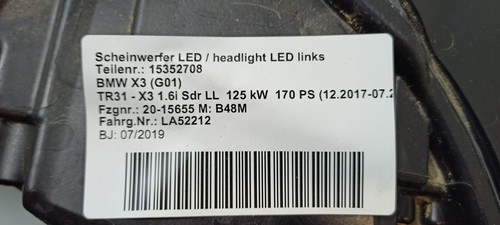 Scheinwerfer LED / headlight LED links
Teilenr.: 15352708
BMW X3 (G01)
TR31 - X3 1.6i Sdr LL 125 kW 170 PS (12.2017-07.2
Fzgnr.: 20-15655 M: B48M
Fahrg.Nr.: LA52212
BJ: 07/2019